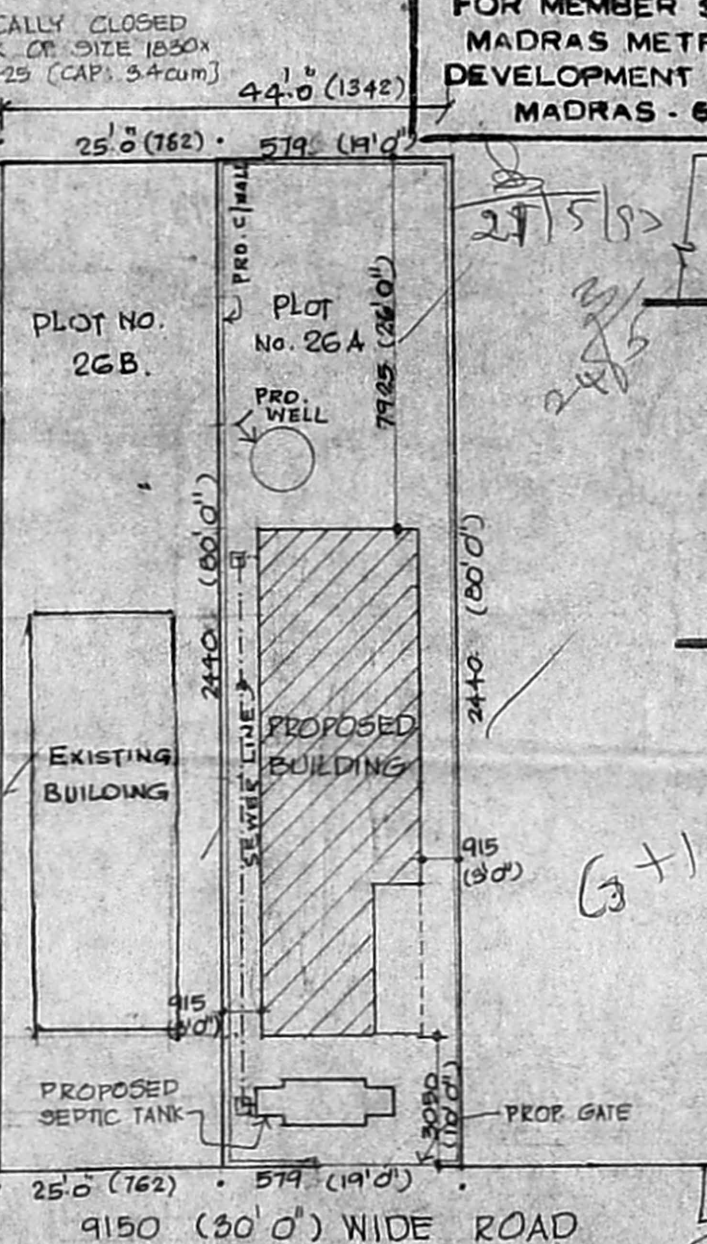 CALLY CLOSED
OF SIZE 1830x
25 [CAP: 3.4cum]
FOR MEMBER S
MADRAS METR
DEVELOPMENT
MADRAS - 6
44'.0" (1342)
25'.0" (762)
579 (19'0")
PRO. C/WALL
PLOT NO.
26B.
PLOT
No. 26A
7925 (26'0")
PRO.
WELL
2440 (80'0")
2440 (80'0")
SEWER LINE
PROPOSED
BUILDING
EXISTING
BUILDING
915
(3'0")
(3+1
915
(3'0")
PROPOSED
SEPTIC TANK
3050
(10'0")
PROP. GATE
25'.0" (762)
579 (19'0")
9150 (30'0") WIDE ROAD